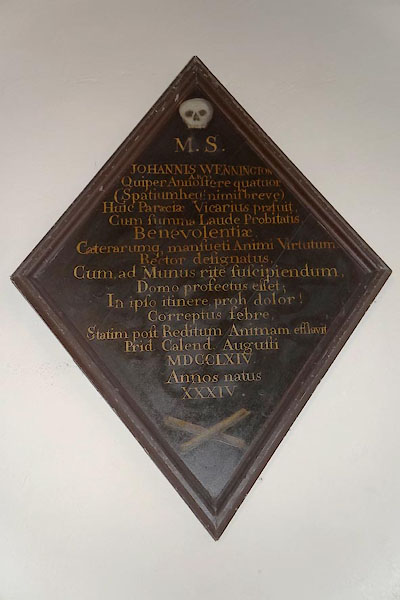 M. S.
JOHANNIS WENNINGTON
A.B.
Qui per Annos fere quatuor
(Spatium heu! nimis breve)
Huic Paræciæ Vicarius præfuit,
Cum summa Laude Probitatis
Benevolentiæ
Cæterarumq. mansueti Animi Virtutum.
Rector designatus,
Cum, ad Munus rite suscipiendum,
Domo profectus esset;
In ipso itinere proh dolor!
Correptus febre,
Statim post Reditum Animam efflavit
Prid. Calend. Augusti
MDCCLXIV
Annos natus
XXXIV.